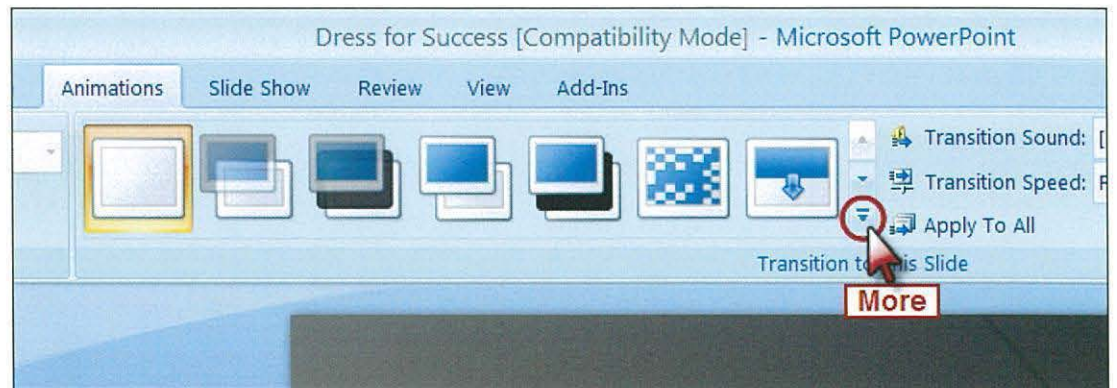 Dress for Success [Compatibility Mode] - Microsoft PowerPoint
Animations Slide Show Review View Add-Ins
Transition Sound: [
Transition Speed: F
Apply To All
Transition to this Slide
More